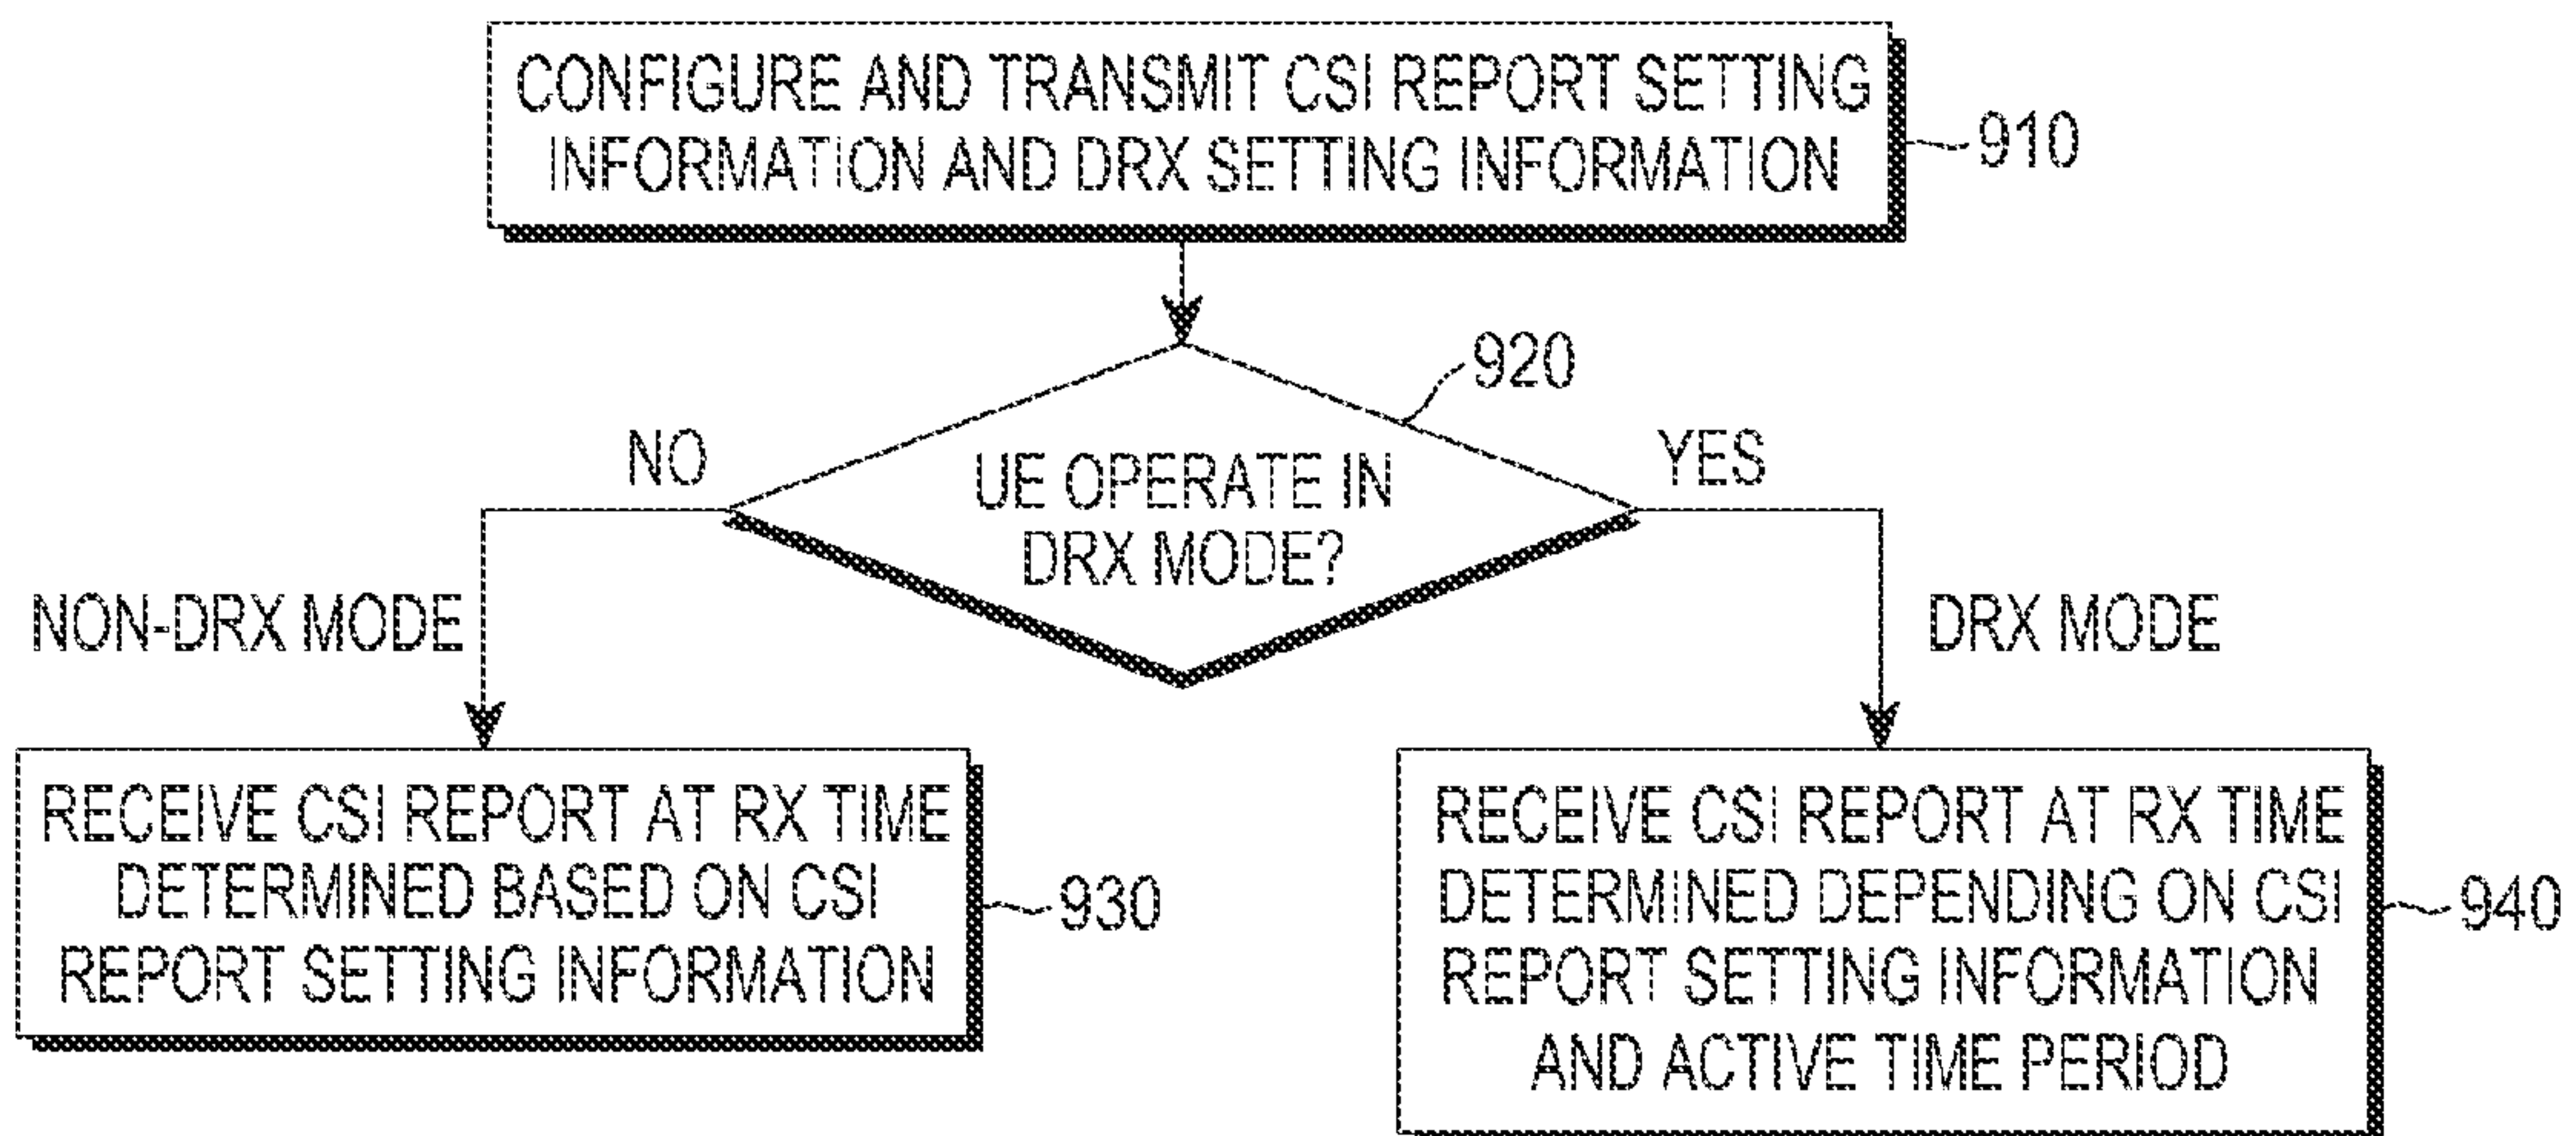 CONFIGURE AND TRANSMIT CSI REPORT SETTING
INFORMATION AND DRX SETTING INFORMATION
910
920
NO
YES
UE OPERATE IN
DRX MODE?
NON-DRX MODE
DRX MODE
RECEIVE CSI REPORT AT RX TIME
DETERMINED BASED ON CSI
REPORT SETTING INFORMATION
930
RECEIVE CSI REPORT AT RX TIME
DETERMINED DEPENDING ON CSI
REPORT SETTING INFORMATION
AND ACTIVE TIME PERIOD
940